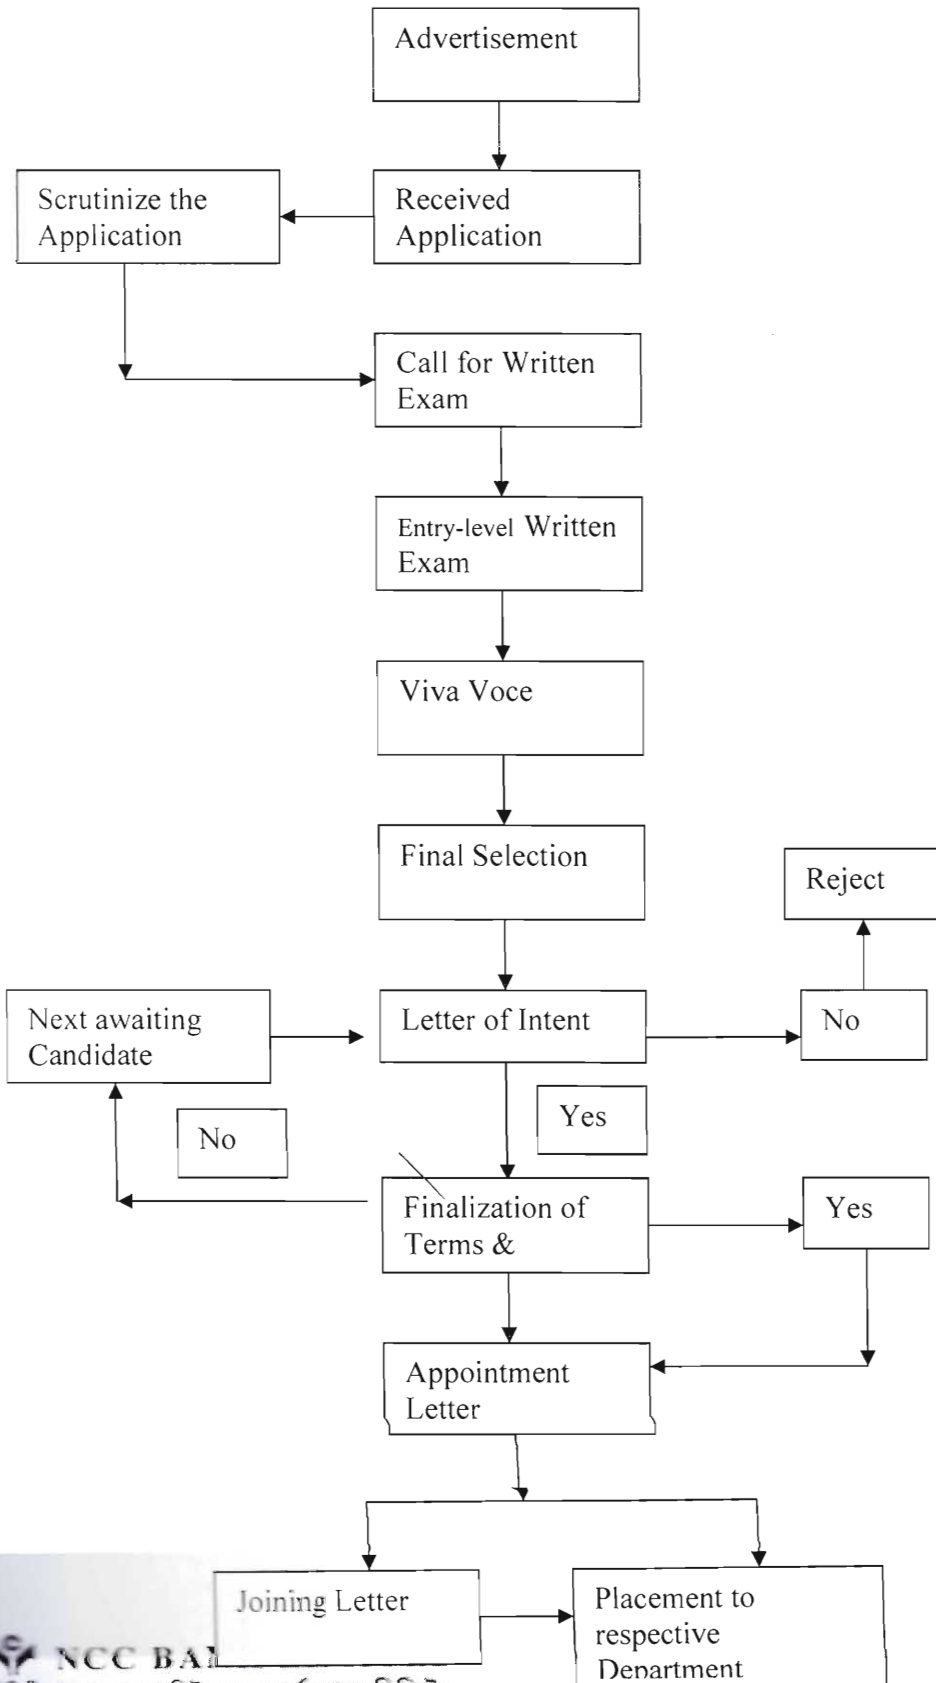 Advertisement
Received
Application
Scrutinize the
Application
Call for Written
Exam
Entry-level Written
Exam
Viva Voce
Final Selection
Reject
Letter of Intent
No
Next awaiting
Candidate
Yes
No
Finalization of
Terms &
Yes
Appointment
Letter
Joining Letter
Placement to
respective
Department
NCC